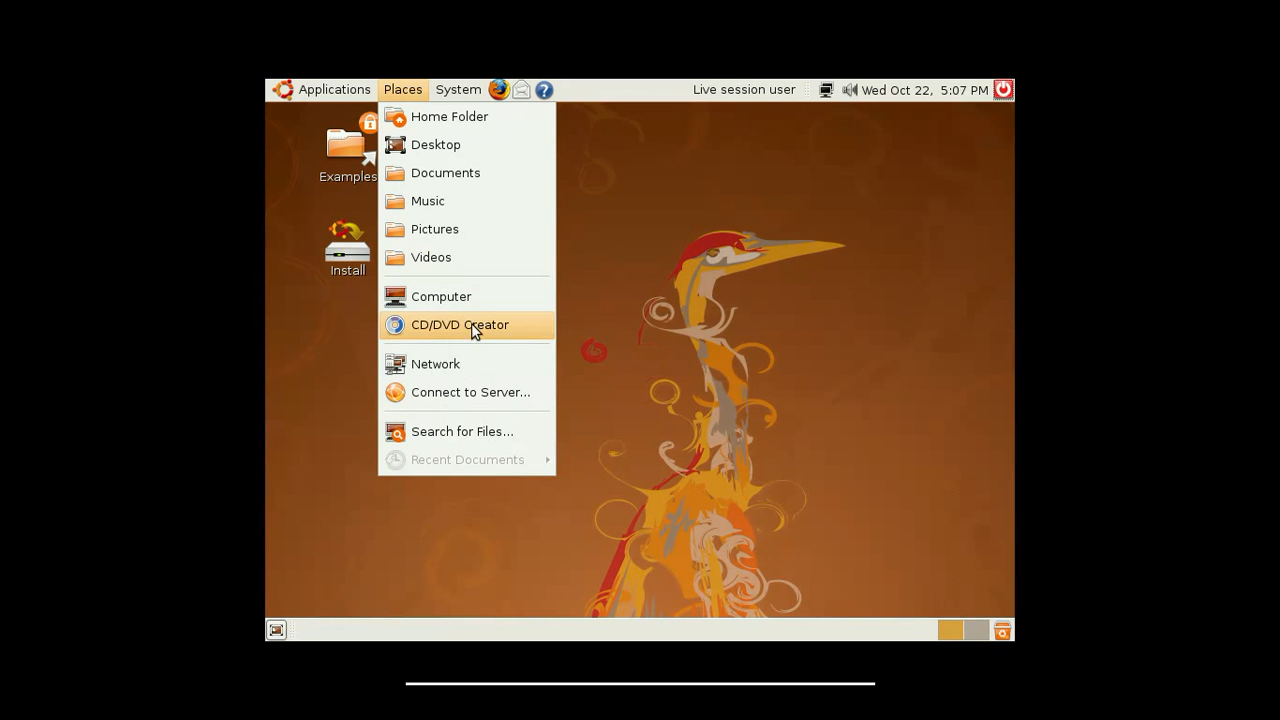 Applications Places System Live session user Wed Oct 22, 5:07 PM
Home Folder
Desktop
Documents
Music
Pictures
Videos
Computer
CD/DVD Creator
Network
Connect to Server...
Search for Files...
Recent Documents
Examples
Install